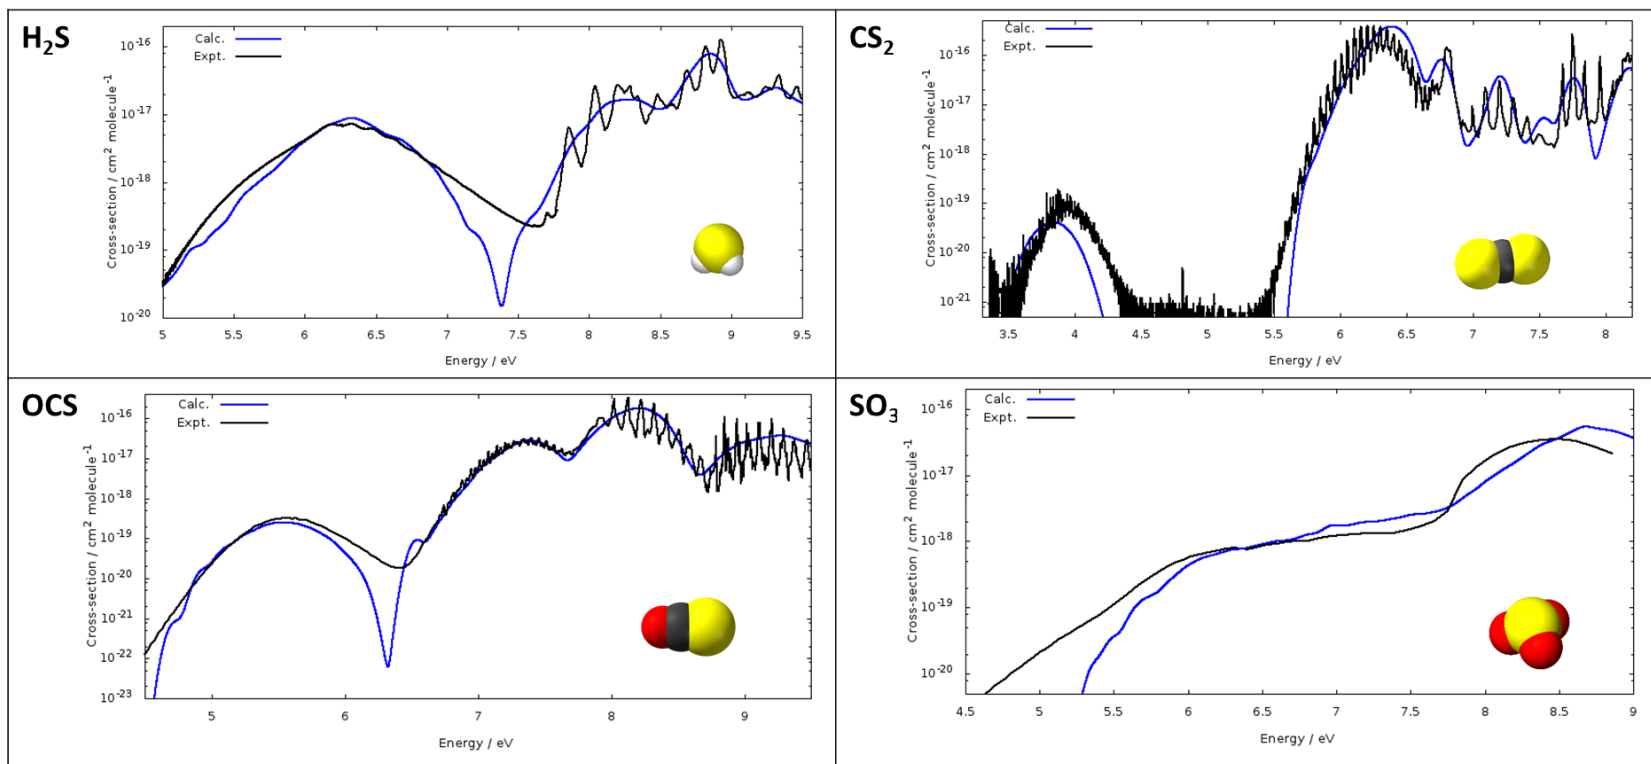 H₂S
Calc.
Expt.
Cross-section / cm² molecule⁻¹
10⁻¹⁶
10⁻¹⁷
10⁻¹⁸
10⁻¹⁹
10⁻²⁰
5 5.5 6 6.5 7 7.5 8 8.5 9 9.5
Energy / eV
CS₂
Calc.
Expt.
Cross-section / cm² molecule⁻¹
10⁻¹⁶
10⁻¹⁷
10⁻¹⁸
10⁻¹⁹
10⁻²⁰
10⁻²¹
3.5 4 4.5 5 5.5 6 6.5 7 7.5 8
Energy / eV
OCS
Calc.
Expt.
Cross-section / cm² molecule⁻¹
10⁻¹⁶
10⁻¹⁷
10⁻¹⁸
10⁻¹⁹
10⁻²⁰
10⁻²¹
10⁻²²
10⁻²³
5 6 7 8 9
Energy / eV
SO₃
Calc.
Expt.
Cross-section / cm² molecule⁻¹
10⁻¹⁶
10⁻¹⁷
10⁻¹⁸
10⁻¹⁹
10⁻²⁰
4.5 5 5.5 6 6.5 7 7.5 8 8.5 9
Energy / eV